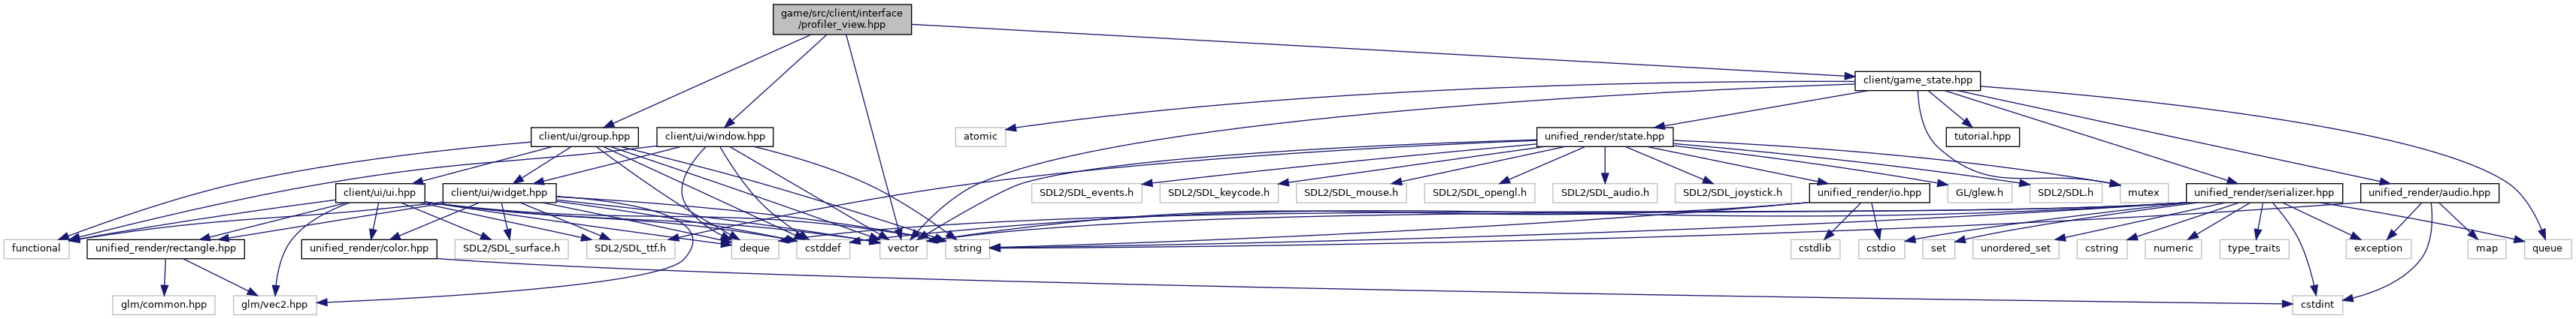 game/src/client/interface
/profiler_view.hpp
client/game_state.hpp
client/ui/group.hpp
client/ui/window.hpp
atomic
unified_render/state.hpp
tutorial.hpp
client/ui/ui.hpp
client/ui/widget.hpp
SDL2/SDL_events.h
SDL2/SDL_keycode.h
SDL2/SDL_mouse.h
SDL2/SDL_opengl.h
SDL2/SDL_audio.h
SDL2/SDL_joystick.h
unified_render/io.hpp
GL/glew.h
SDL2/SDL.h
mutex
unified_render/serializer.hpp
unified_render/audio.hpp
functional
unified_render/rectangle.hpp
unified_render/color.hpp
SDL2/SDL_surface.h
SDL2/SDL_ttf.h
deque
cstddef
vector
string
cstdlib
cstdio
set
unordered_set
cstring
numeric
type_traits
exception
map
queue
glm/common.hpp
glm/vec2.hpp
cstdint